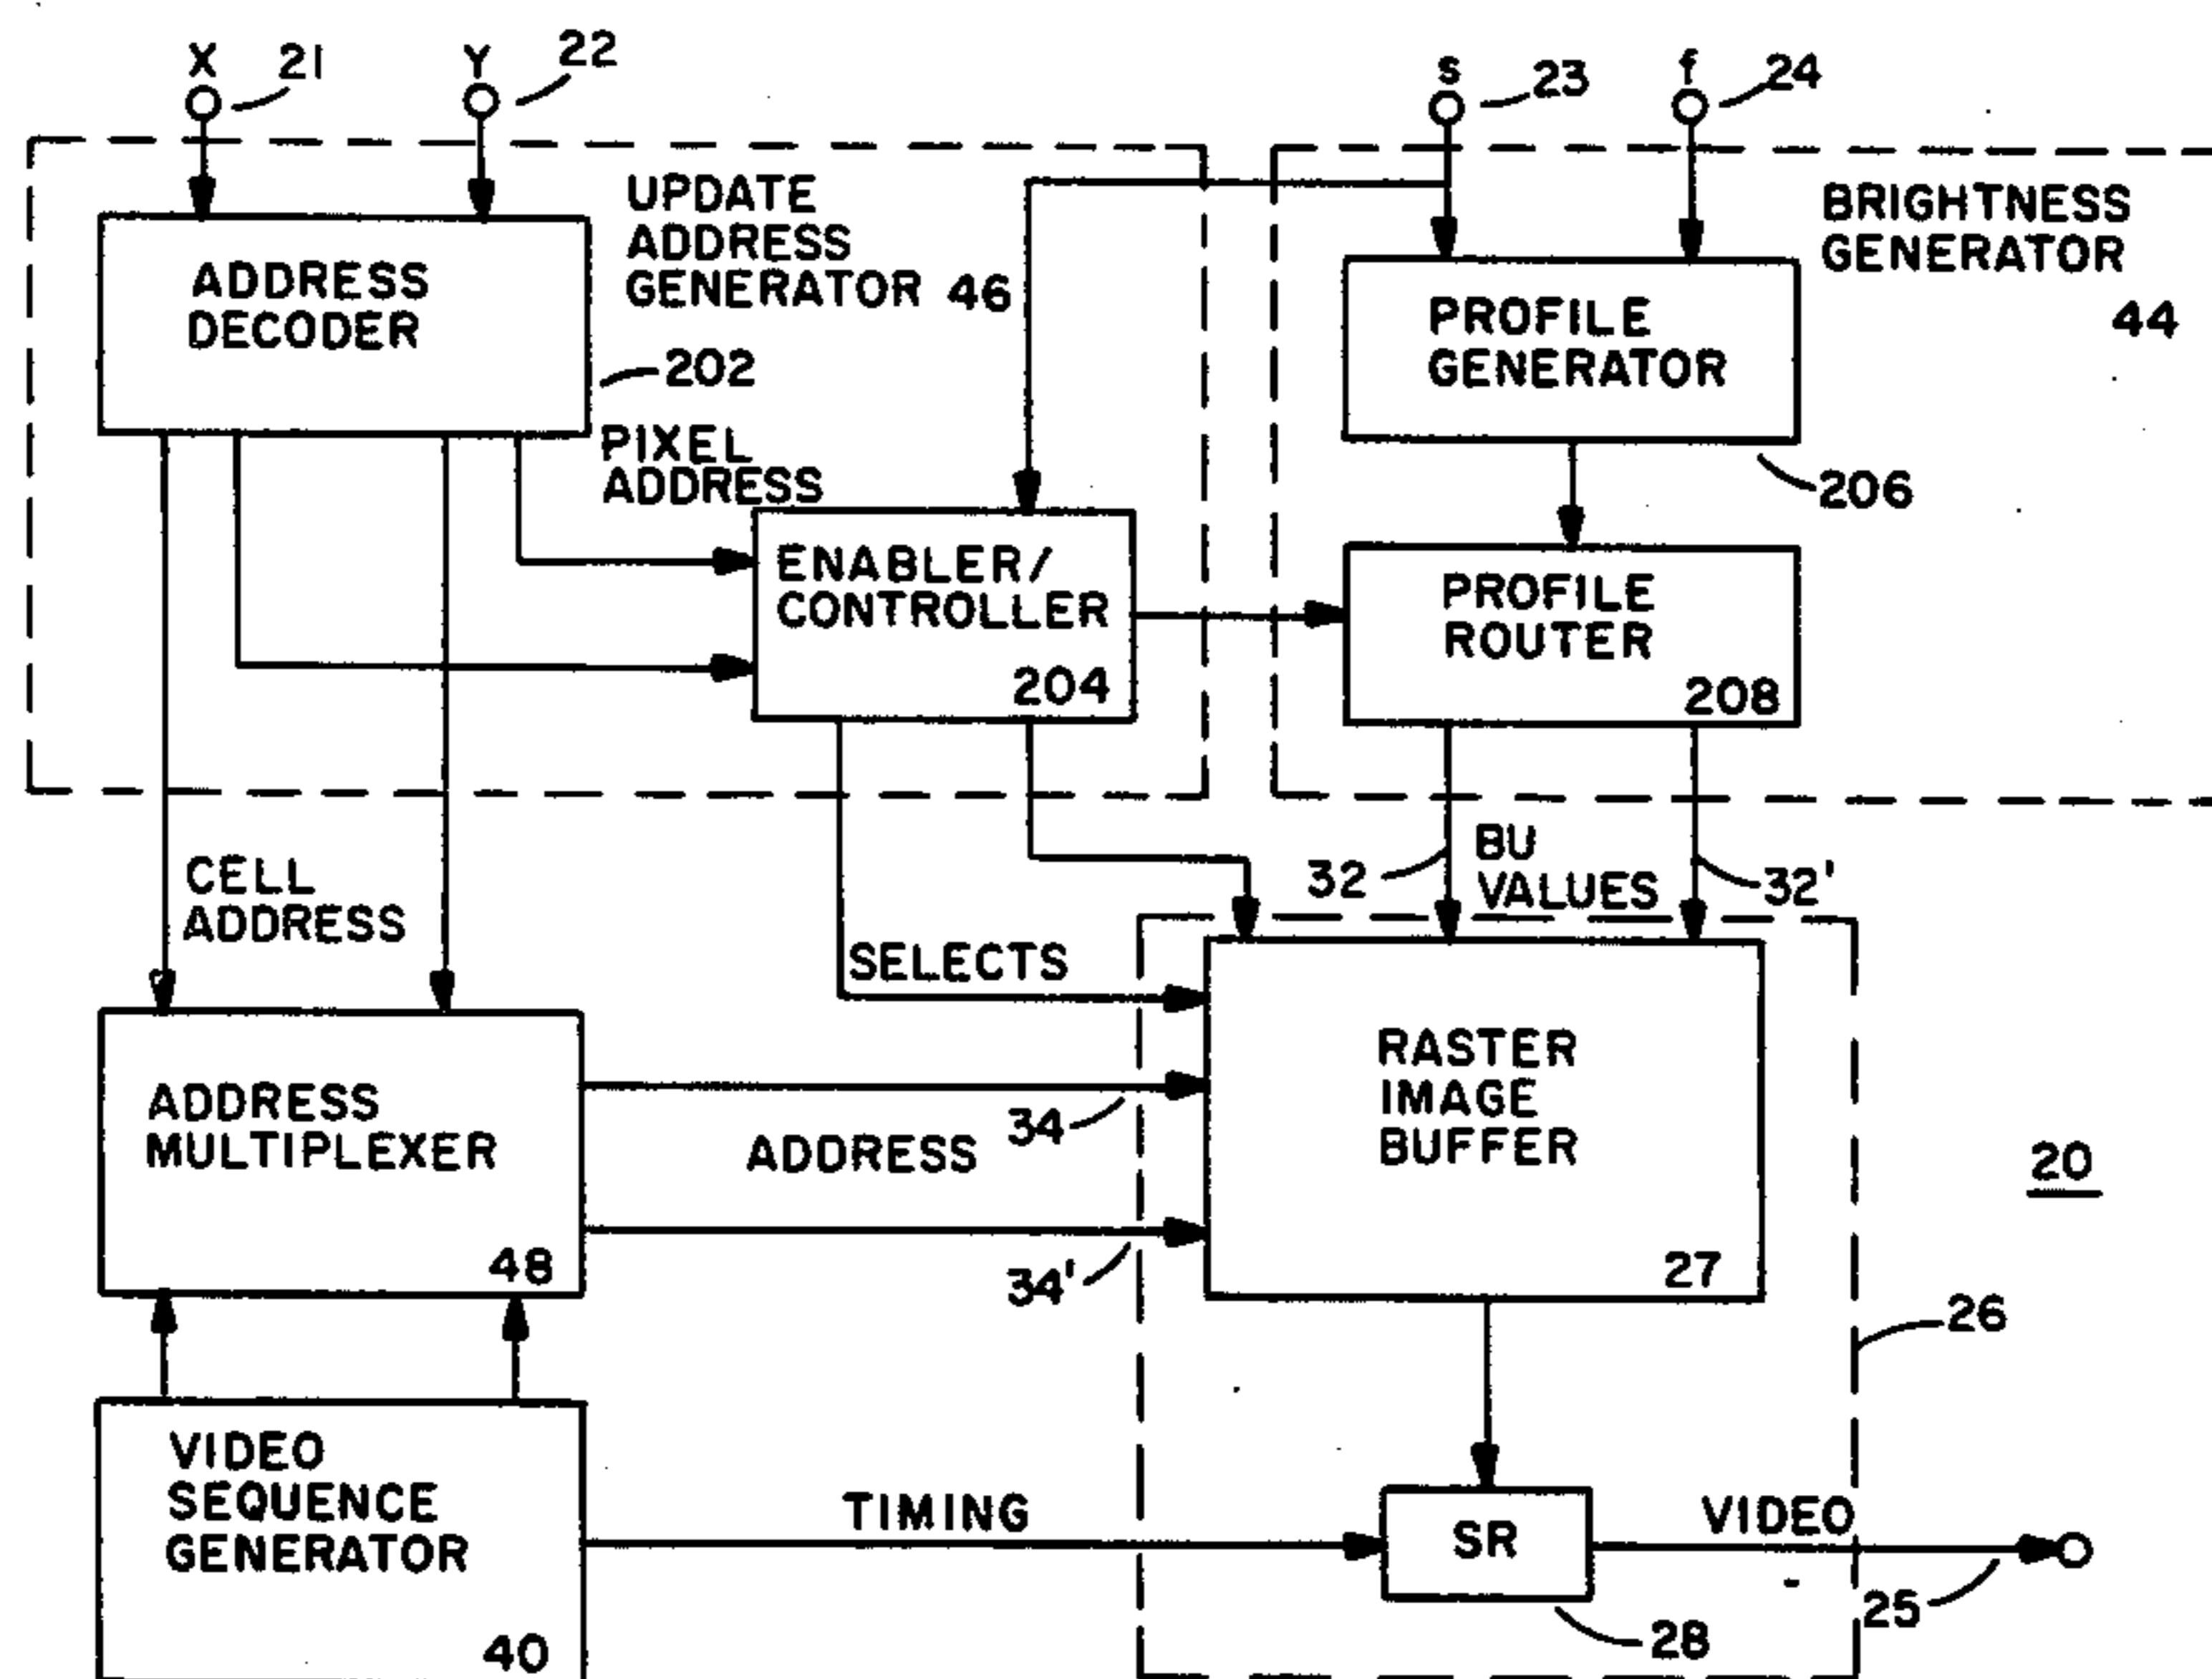 X
21
Y
22
s
23
f
24
UPDATE
ADDRESS
GENERATOR 46
BRIGHTNESS
GENERATOR
44
ADDRESS
DECODER
202
PROFILE
GENERATOR
206
PIXEL
ADDRESS
ENABLER/
CONTROLLER
204
PROFILE
ROUTER
208
CELL
ADDRESS
32
BU
VALUES
32'
SELECTS
RASTER
IMAGE
BUFFER
27
ADDRESS
MULTIPLEXER
48
ADDRESS
34
34'
20
26
VIDEO
SEQUENCE
GENERATOR
40
TIMING
SR
28
VIDEO
25